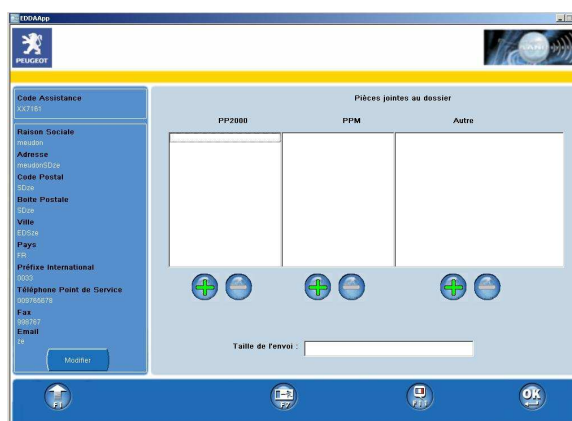 EDDAApp
PEUGEOT
Code Assistance
XX7161
Raison Sociale
meudon
Adresse
meudonSDze
Code Postal
SDze
Boite Postale
SDze
Ville
EDSze
Pays
FR
Préfixe International
0033
Téléphone Point de Service
Fax
Email
ze
Modifier
Pièces jointes au dossier
PP2000 PPM Autre
Taille de l'envoi :
F1
F7
F11
OK